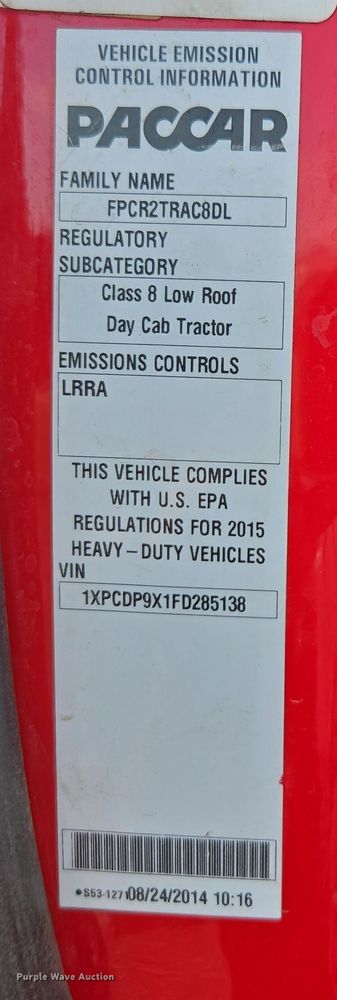 VEHICLE EMISSION
CONTROL INFORMATION
PACCAR
FAMILY NAME
FPCR2TRAC8DL
REGULATORY
SUBCATEGORY
Class 8 Low Roof
Day Cab Tractor
EMISSIONS CONTROLS
LRRA
THIS VEHICLE COMPLIES
WITH U.S. EPA
REGULATIONS FOR 2015
HEAVY-DUTY VEHICLES
VIN
1XPCDP9X1FD285138
08/24/2014 10:16
Purple Wave Auction